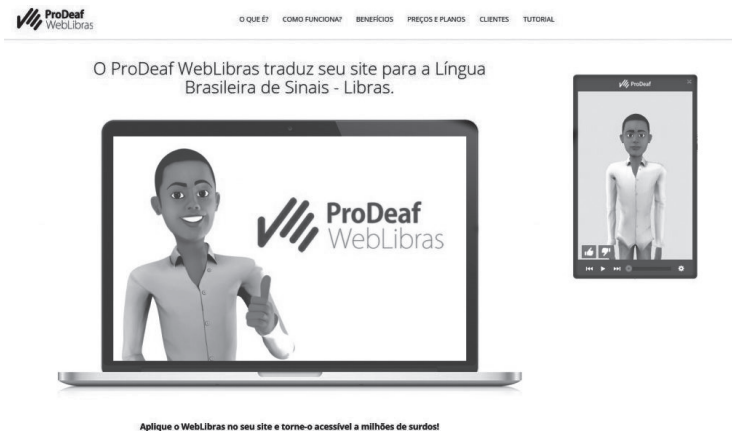 ProDeaf
WebLibras
O QUE É? COMO FUNCIONA? BENEFÍCIOS PREÇOS E PLANOS CLIENTES TUTORIAL
O ProDeaf WebLibras traduz seu site para a Língua
Brasileira de Sinais - Libras.
ProDeaf
ProDeaf
WebLibras
Aplique o WebLibras no seu site e torne-o acessível a milhões de surdos!